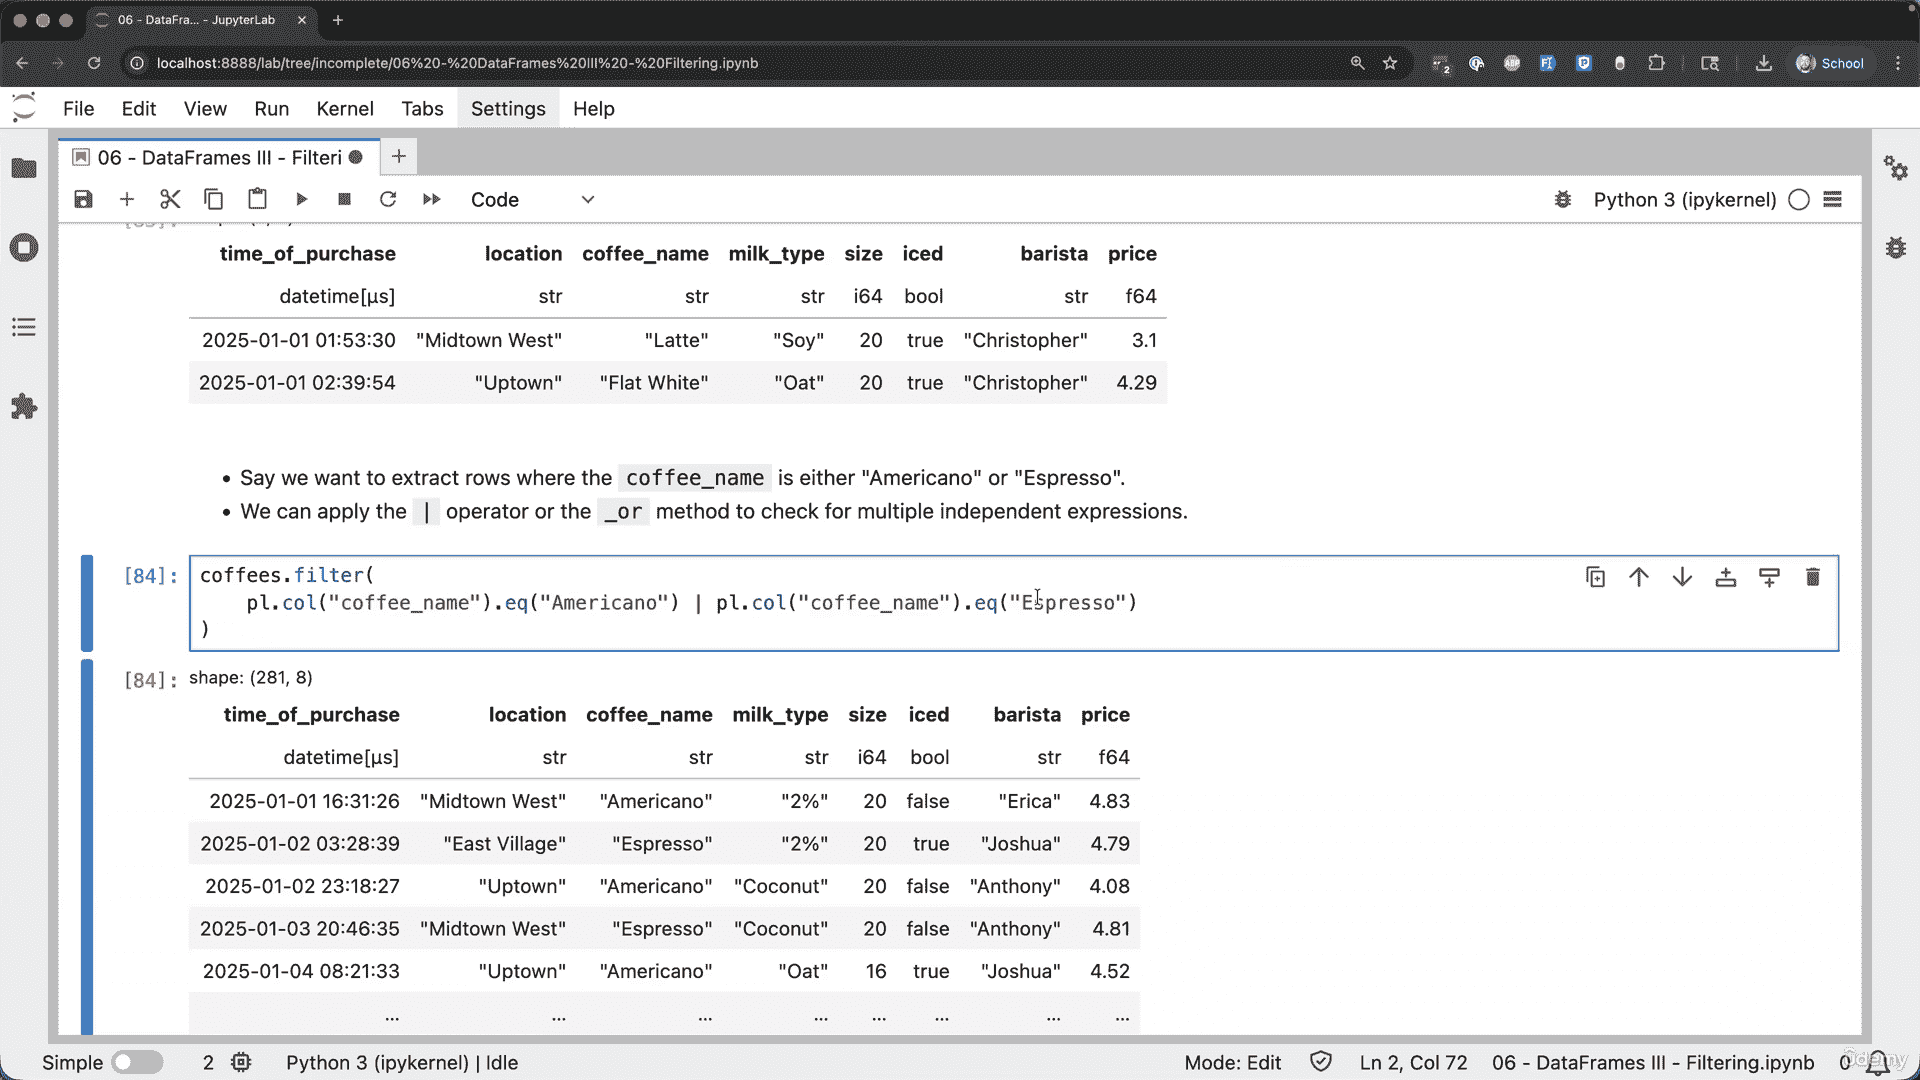 06 - DataFra... - JupyterLab
localhost:8888/lab/tree/incomplete/06%20-%20DataFrames%20III%20-%20Filtering.ipynb
2
School
File Edit View Run Kernel Tabs Settings Help
06 - DataFrames III - Filteri
Code
Python 3 (ipykernel)
time_of_purchase location coffee_name milk_type size iced barista price
datetime[μs] str str str i64 bool str f64
2025-01-01 01:53:30 "Midtown West" "Latte" "Soy" 20 true "Christopher" 3.1
2025-01-01 02:39:54 "Uptown" "Flat White" "Oat" 20 true "Christopher" 4.29
• Say we want to extract rows where the coffee_name is either "Americano" or "Espresso".
• We can apply the | operator or the _or method to check for multiple independent expressions.
[84]: coffees.filter(
pl.col("coffee_name").eq("Americano") | pl.col("coffee_name").eq("Espresso")
)
[84]: shape: (281, 8)
time_of_purchase location coffee_name milk_type size iced barista price
datetime[μs] str str str i64 bool str f64
2025-01-01 16:31:26 "Midtown West" "Americano" "2%" 20 false "Erica" 4.83
2025-01-02 03:28:39 "East Village" "Espresso" "2%" 20 true "Joshua" 4.79
2025-01-02 23:18:27 "Uptown" "Americano" "Coconut" 20 false "Anthony" 4.08
2025-01-03 20:46:35 "Midtown West" "Espresso" "Coconut" 20 false "Anthony" 4.81
2025-01-04 08:21:33 "Uptown" "Americano" "Oat" 16 true "Joshua" 4.52
... ... ... ... ... ... ... ...
Simple 2 Python 3 (ipykernel) | Idle Mode: Edit Ln 2, Col 72 06 - DataFrames III - Filtering.ipynb 0